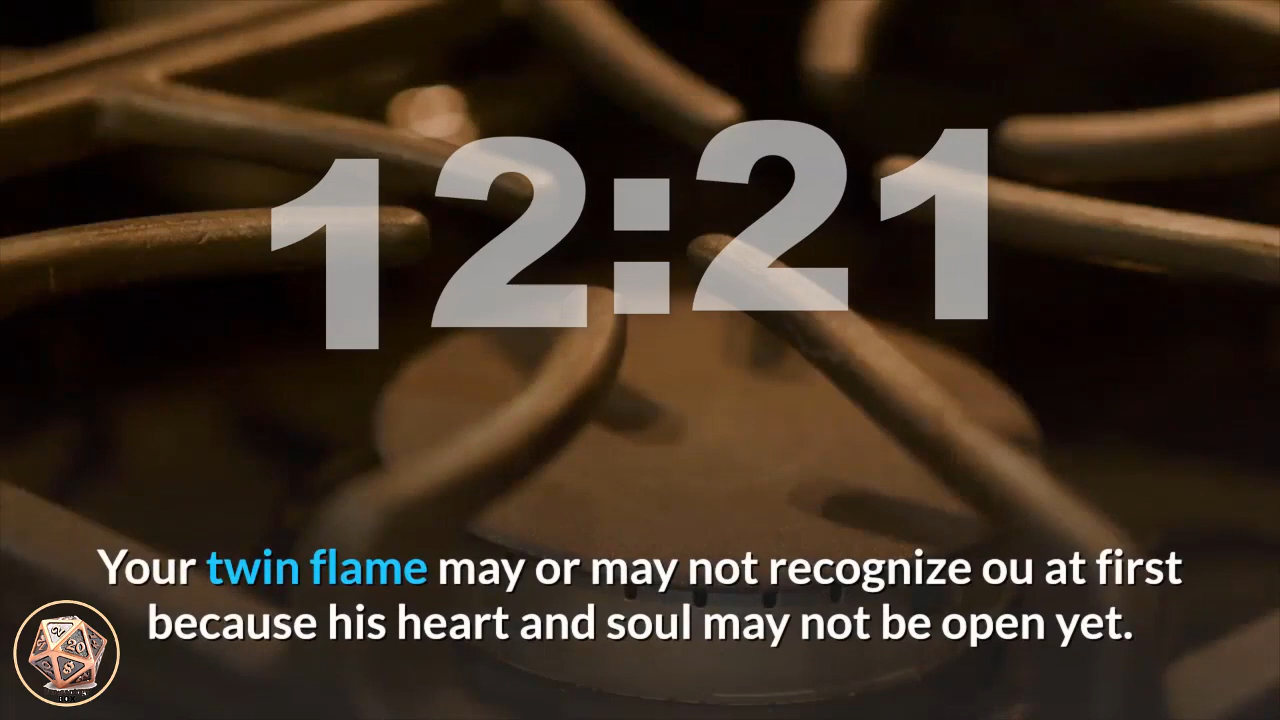 12:21
Your twin flame may or may not recognize ou at first
because his heart and soul may not be open yet.
20